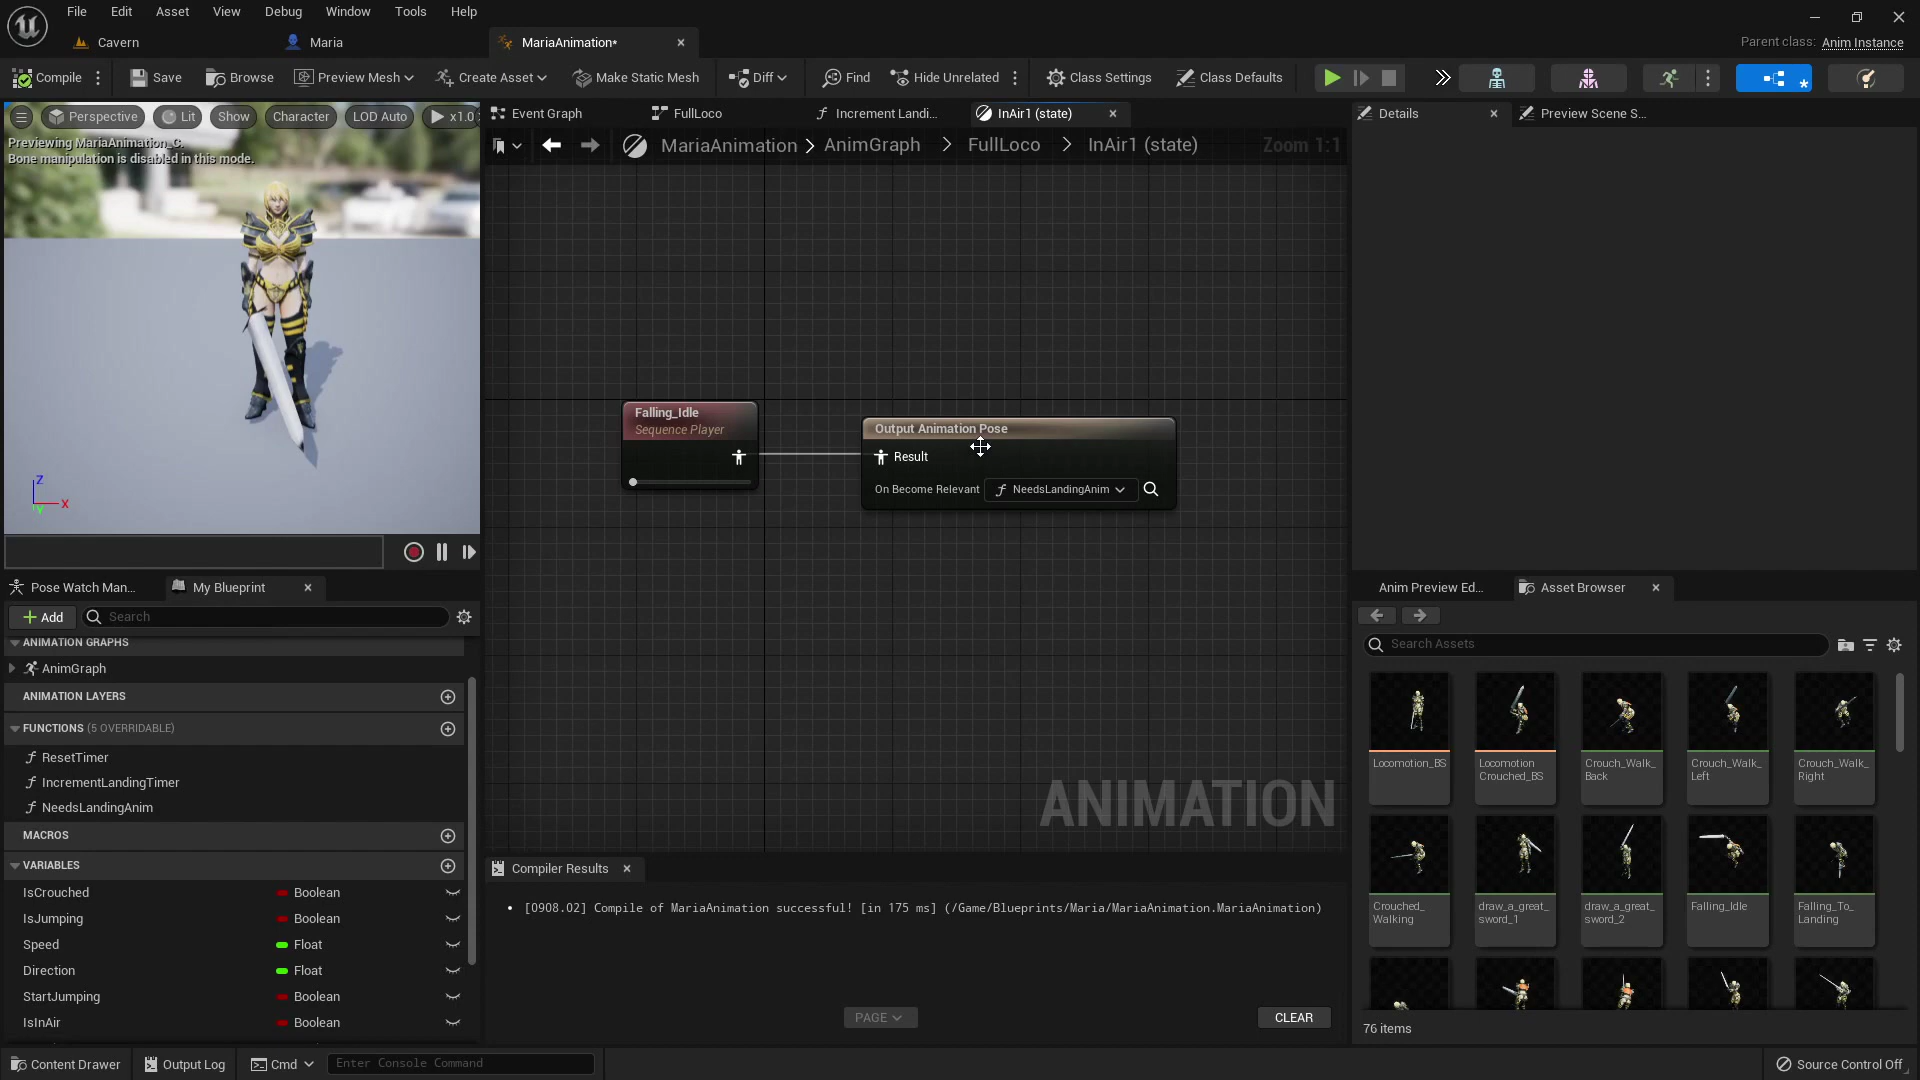 File Edit Asset View Debug Window Tools Help
Cavern Maria MariaAnimation* Parent class: Anim Instance
Compile Save Browse Preview Mesh Create Asset Make Static Mesh Diff Find Hide Unrelated Class Settings Class Defaults
Perspective Lit Show Character LOD Auto x1.0
Previewing MariaAnimation_C.
Bone manipulation is disabled in this mode.
Z
X
Y
Event Graph FullLoco Increment Landi... InAir1 (state)
MariaAnimation > AnimGraph > FullLoco > InAir1 (state) Zoom 1:1
Falling_Idle
Sequence Player
Output Animation Pose
Result
On Become Relevant NeedsLandingAnim
ANIMATION
Details Preview Scene S...
Pose Watch Man... My Blueprint
Add Search
ANIMATION GRAPHS
AnimGraph
ANIMATION LAYERS
FUNCTIONS (5 OVERRIDABLE)
ResetTimer
IncrementLandingTimer
NeedsLandingAnim
MACROS
VARIABLES
IsCrouched Boolean
IsJumping Boolean
Speed Float
Direction Float
StartJumping Boolean
IsInAir Boolean
Compiler Results
[0908.02] Compile of MariaAnimation successful! [in 175 ms] (/Game/Blueprints/Maria/MariaAnimation.MariaAnimation)
PAGE CLEAR
Anim Preview Ed... Asset Browser
Search Assets
Locomotion_BS
Locomotion
Crouched_BS
Crouch_Walk_
Back
Crouch_Walk_
Left
Crouch_Walk_
Right
Crouched_
Walking
draw_a_great_
sword_1
draw_a_great_
sword_2
Falling_Idle
Falling_To_
Landing
76 items
Content Drawer Output Log Cmd Enter Console Command Source Control Off